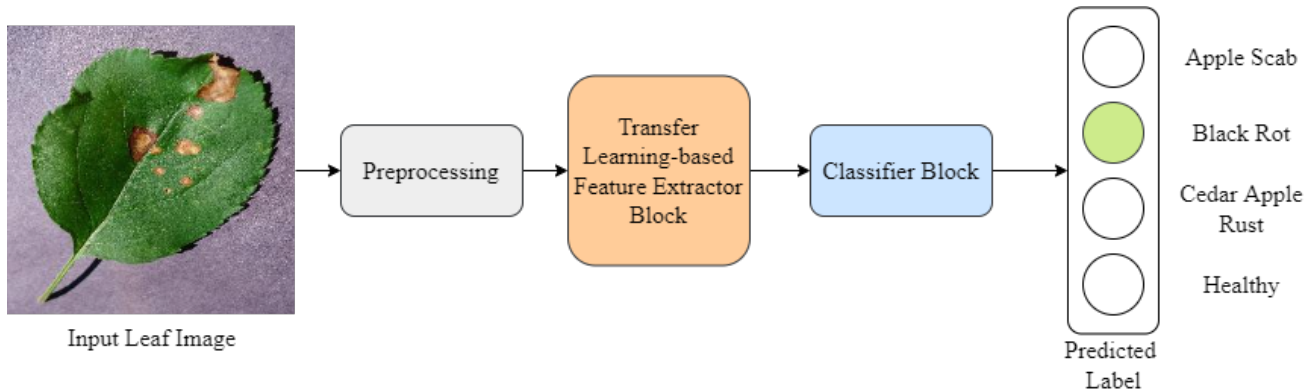 Input Leaf Image
Preprocessing
Transfer
Learning-based
Feature Extractor
Block
Classifier Block
Apple Scab
Black Rot
Cedar Apple
Rust
Healthy
Predicted
Label